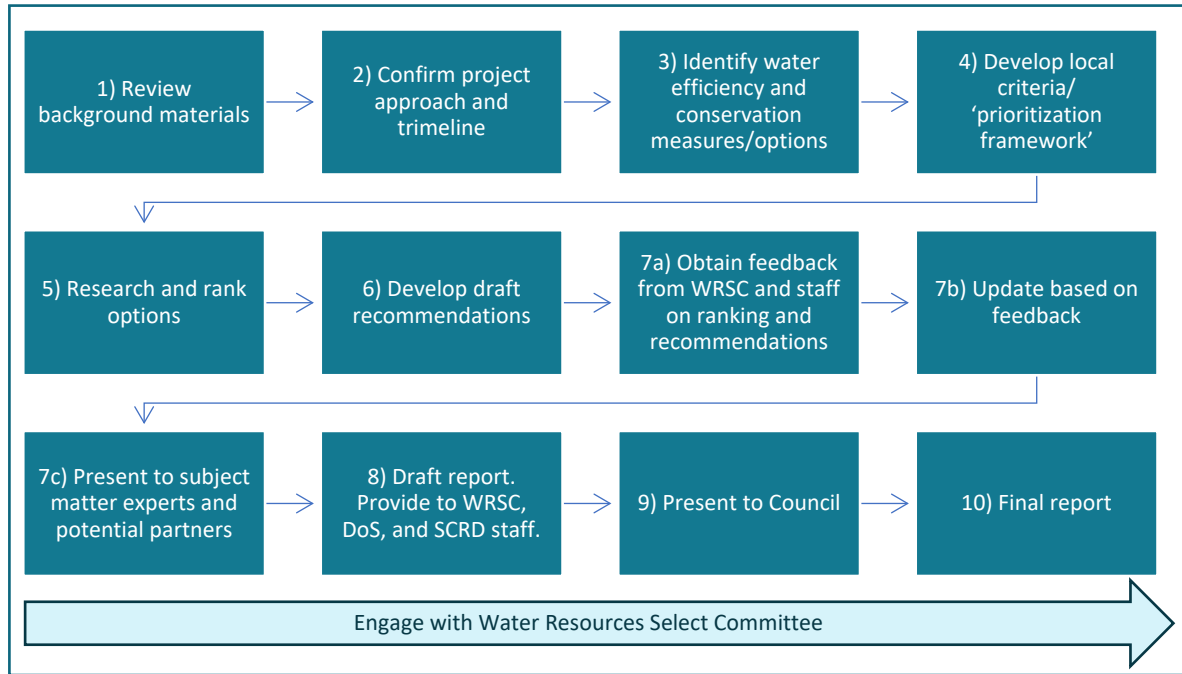 1) Review
background materials
2) Confirm project
approach and
trimeline
3) Identify water
efficiency and
conservation
measures/options
4) Develop local
criteria/
‘prioritization
framework’
5) Research and rank
options
6) Develop draft
recommendations
7a) Obtain feedback
from WRSC and staff
on ranking and
recommendations
7b) Update based on
feedback
7c) Present to subject
matter experts and
potential partners
8) Draft report.
Provide to WRSC,
DoS, and SCRD staff.
9) Present to Council
10) Final report
Engage with Water Resources Select Committee